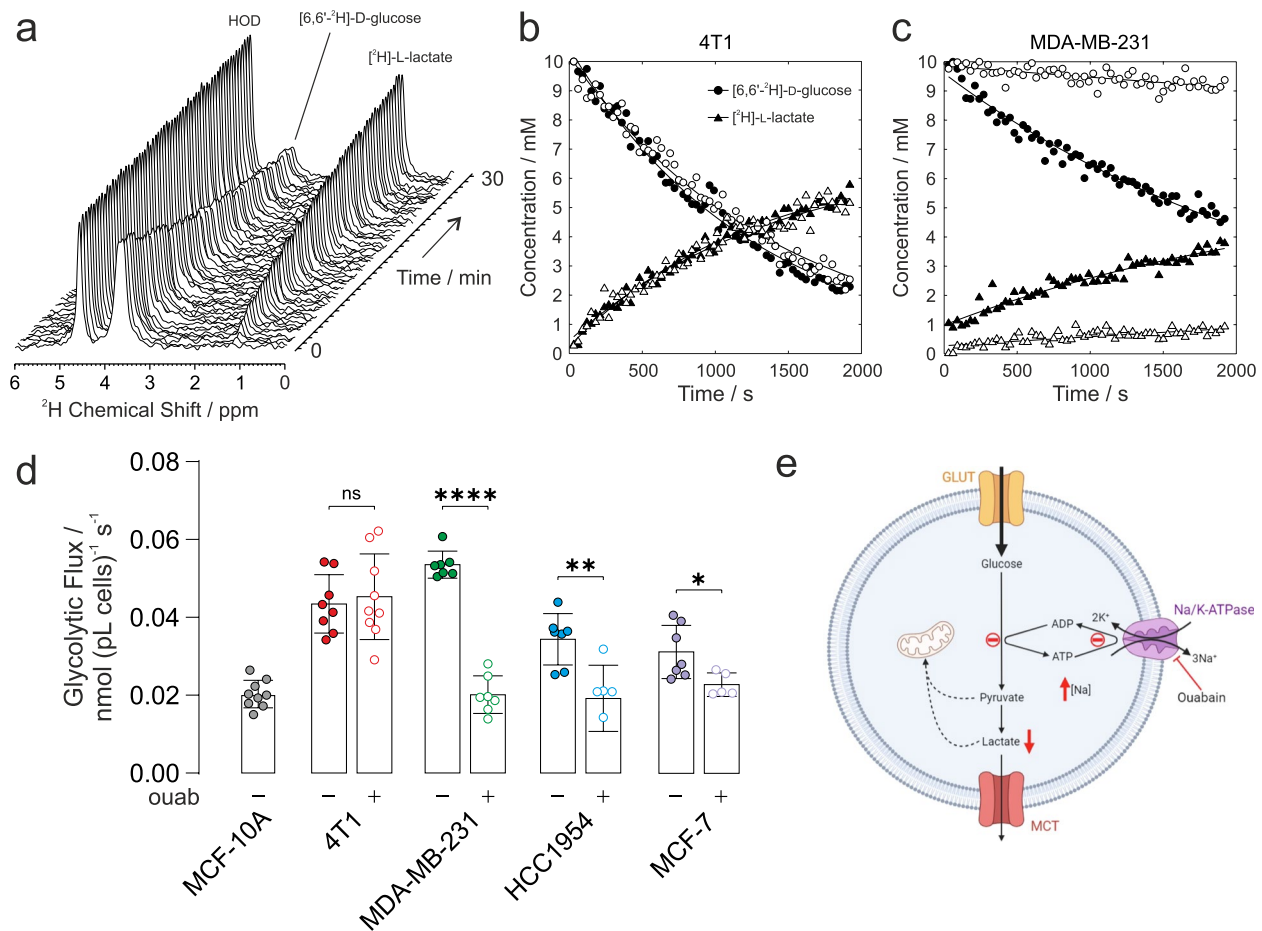 a
HOD
[6,6'-²H]-D-glucose
[²H]-L-lactate
30
Time / min
0
6 5 4 3 2 1 0
²H Chemical Shift / ppm
b
4T1
10
9
8
7
6
5
4
3
2
1
0
Concentration / mM
[6,6'-²H]-D-glucose
[²H]-L-lactate
0 500 1000 1500 2000
Time / s
c
MDA-MB-231
10
9
8
7
6
5
4
3
2
1
0
Concentration / mM
0 500 1000 1500 2000
Time / s
d
0.08
0.06
0.04
0.02
0.00
Glycolytic Flux /
nmol (pL cells)⁻¹ s⁻¹
ns
****
**
*
ouab − + − + − + − +
MCF-10A
4T1
MDA-MB-231
HCC1954
MCF-7
e
GLUT
Glucose
Na/K-ATPase
ADP
2K⁺
ATP
3Na⁺
Ouabain
[Na]
Pyruvate
Lactate
MCT